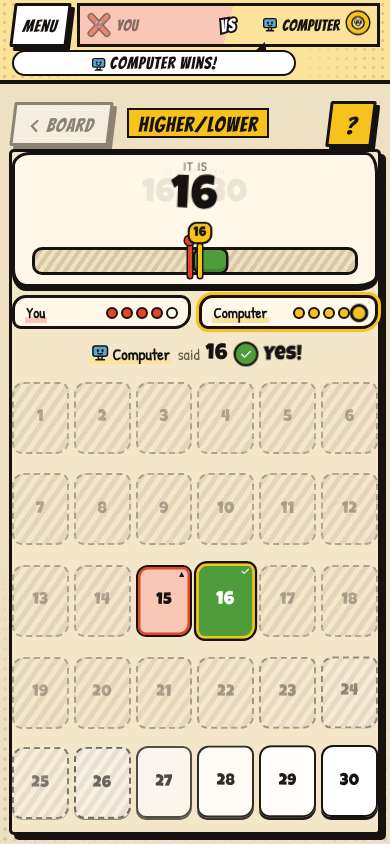 MENU
YOU
VS
COMPUTER
COMPUTER WINS!
< BOARD
HIGHER/LOWER
?
IT IS
16
16
You
Computer
Computer said 16 Yes!
1 2 3 4 5 6
7 8 9 10 11 12
13 14 15 16 17 18
19 20 21 22 23 24
25 26 27 28 29 30